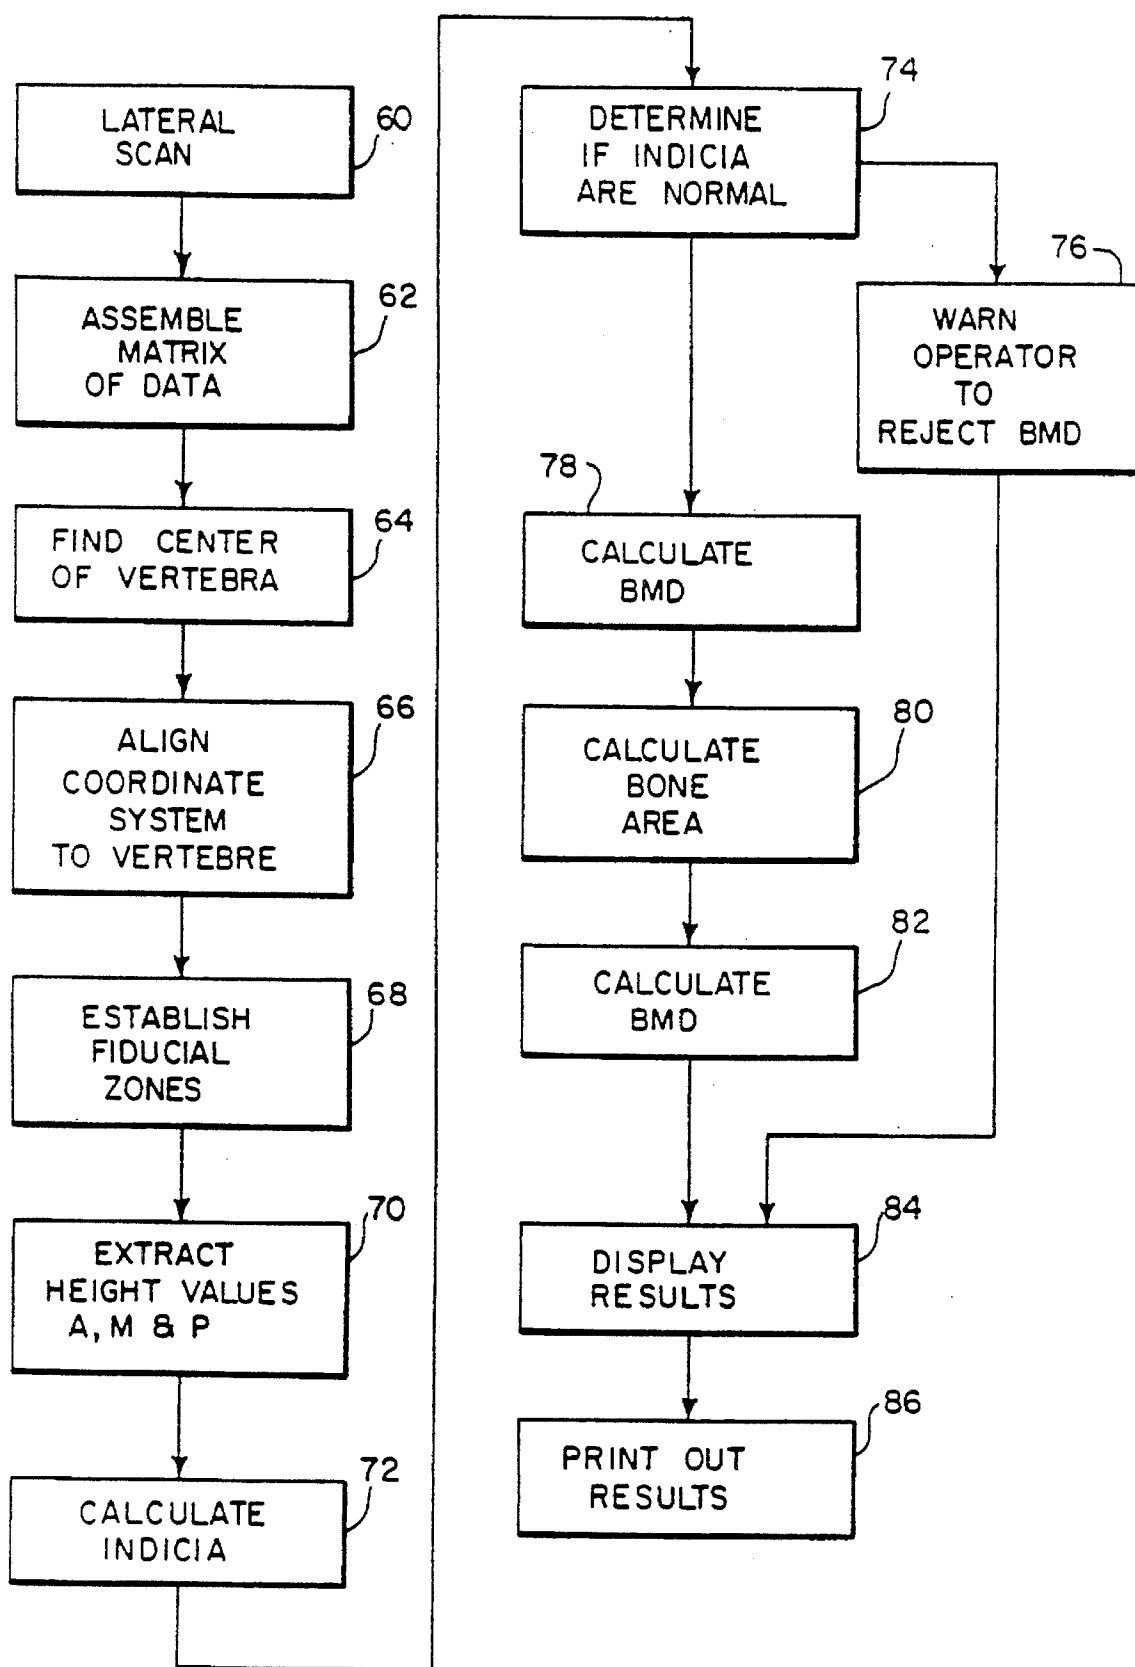 LATERAL
SCAN
60
ASSEMBLE
MATRIX
OF DATA
62
FIND CENTER
OF VERTEBRA
64
ALIGN
COORDINATE
SYSTEM
TO VERTEBRE
66
ESTABLISH
FIDUCIAL
ZONES
68
EXTRACT
HEIGHT VALUES
A, M & P
70
CALCULATE
INDICIA
72
DETERMINE
IF INDICIA
ARE NORMAL
74
WARN
OPERATOR
TO
REJECT BMD
76
CALCULATE
BMD
78
CALCULATE
BONE
AREA
80
CALCULATE
BMD
82
DISPLAY
RESULTS
84
PRINT OUT
RESULTS
86